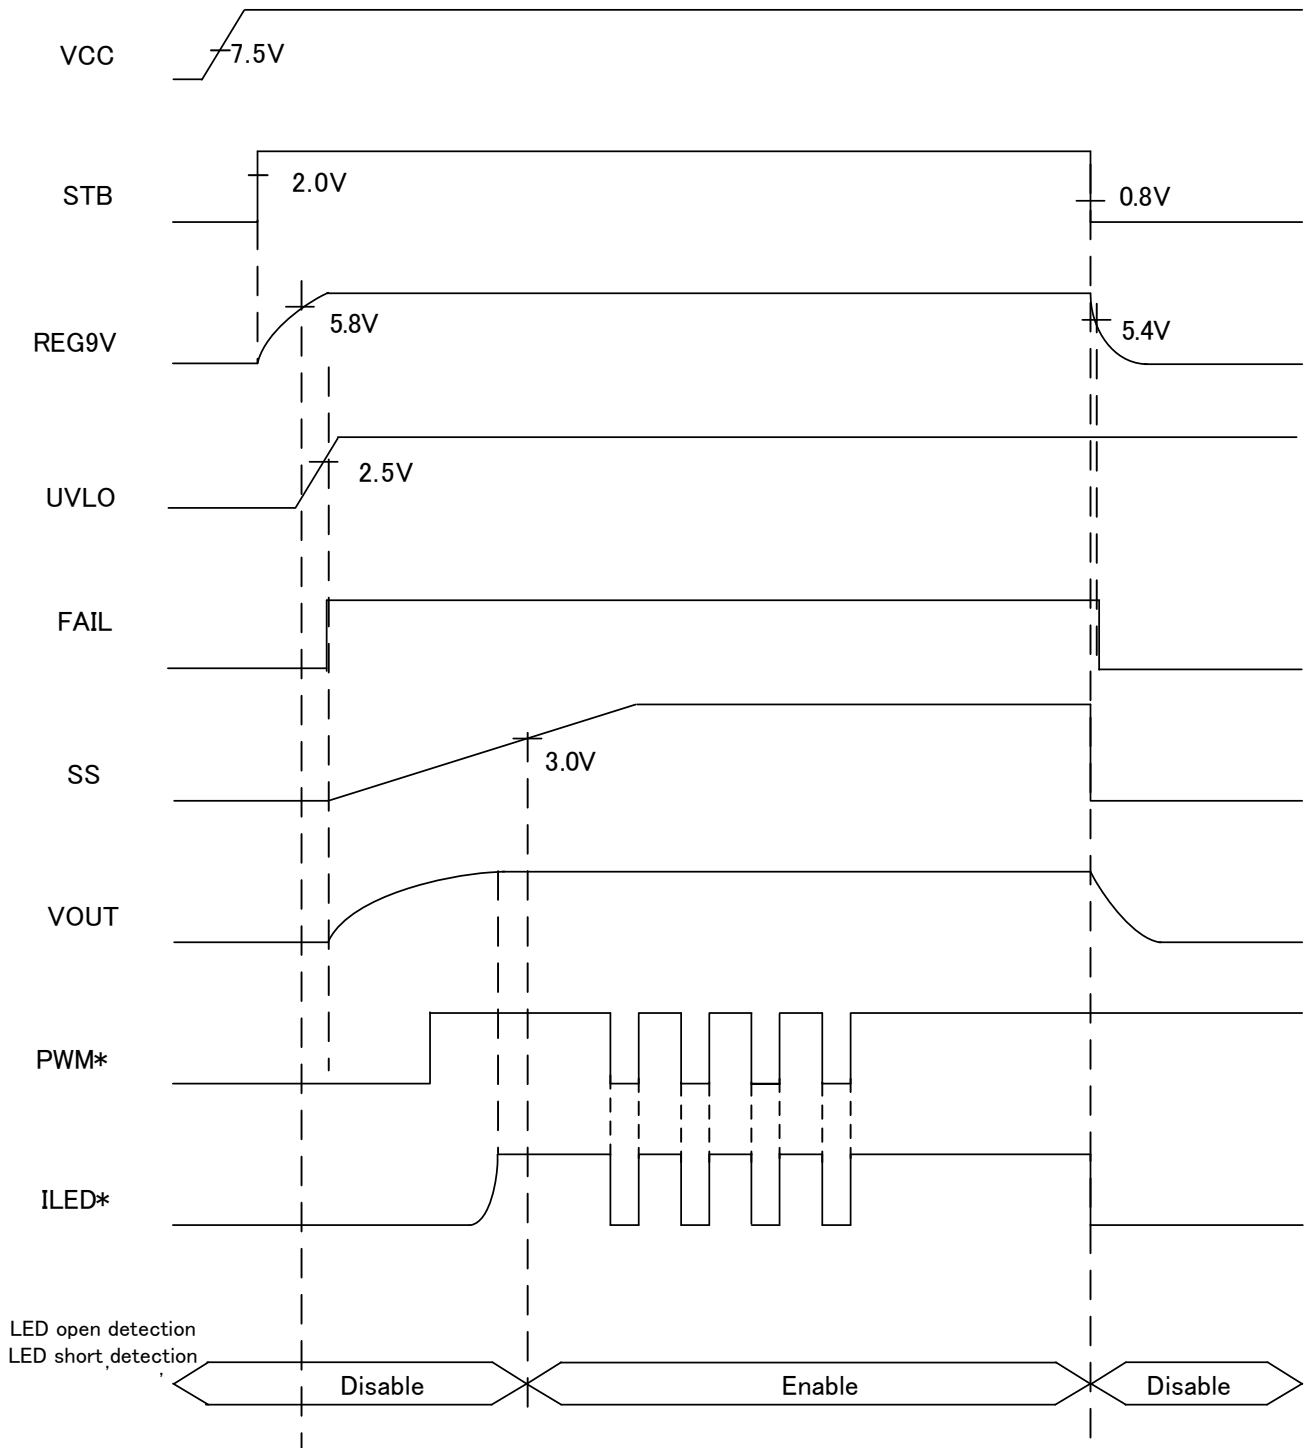 VCC
7.5V
STB
2.0V
0.8V
REG9V
5.8V
5.4V
UVLO
2.5V
FAIL
SS
3.0V
VOUT
PWM*
ILED*
LED open detection
LED short detection
Disable
Enable
Disable